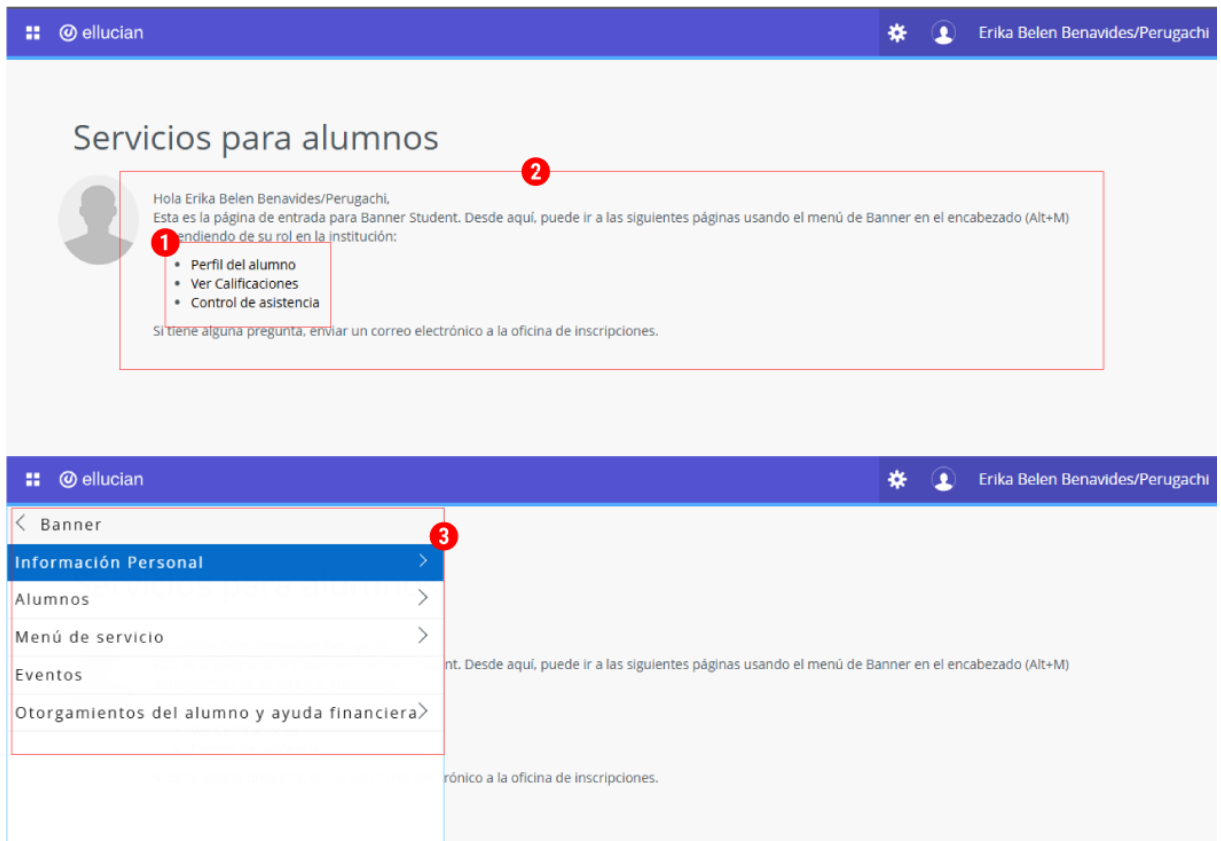 ellucian
Erika Belen Benavides/Perugachi
Servicios para alumnos
2
Hola Erika Belen Benavides/Perugachi,
Esta es la página de entrada para Banner Student. Desde aquí, puede ir a las siguientes páginas usando el menú de Banner en el encabezado (Alt+M)
1
endiendo de su rol en la institución:
Perfil del alumno
Ver Calificaciones
Control de asistencia
Si tiene alguna pregunta, enviar un correo electrónico a la oficina de inscripciones.
ellucian
Erika Belen Benavides/Perugachi
Banner
3
Información Personal
Alumnos
Menú de servicio
nt. Desde aquí, puede ir a las siguientes páginas usando el menú de Banner en el encabezado (Alt+M)
Eventos
Otorgamientos del alumno y ayuda financiera
rónico a la oficina de inscripciones.